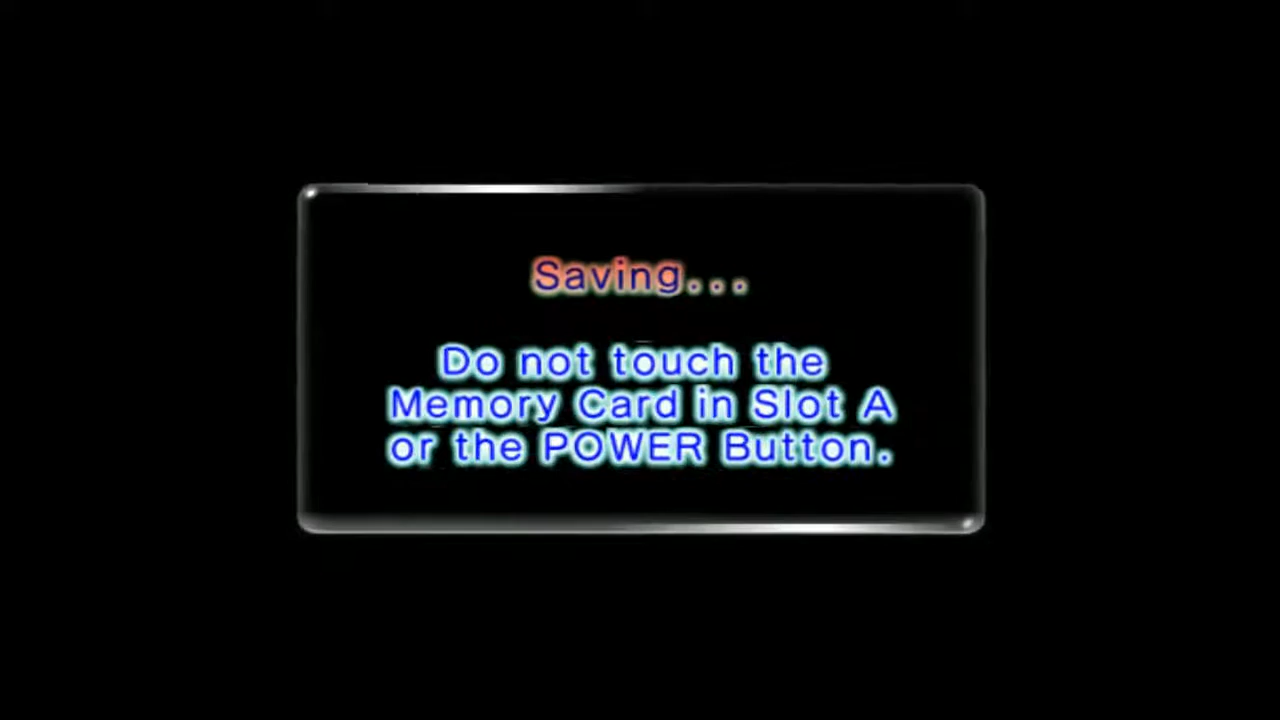 Saving...
Do not touch the
Memory Card in Slot A
or the POWER Button.